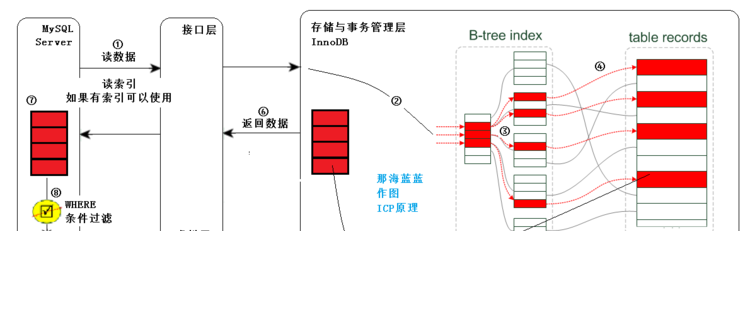 MySQL
Server
接口层
存储与事务管理层
InnoDB
①
读数据
读索引
如果有索引可以使用
⑥
返回数据
②
③
④
⑦
⑧
WHERE
条件过滤
B-tree index
table records
那海蓝蓝
作图
ICP原理